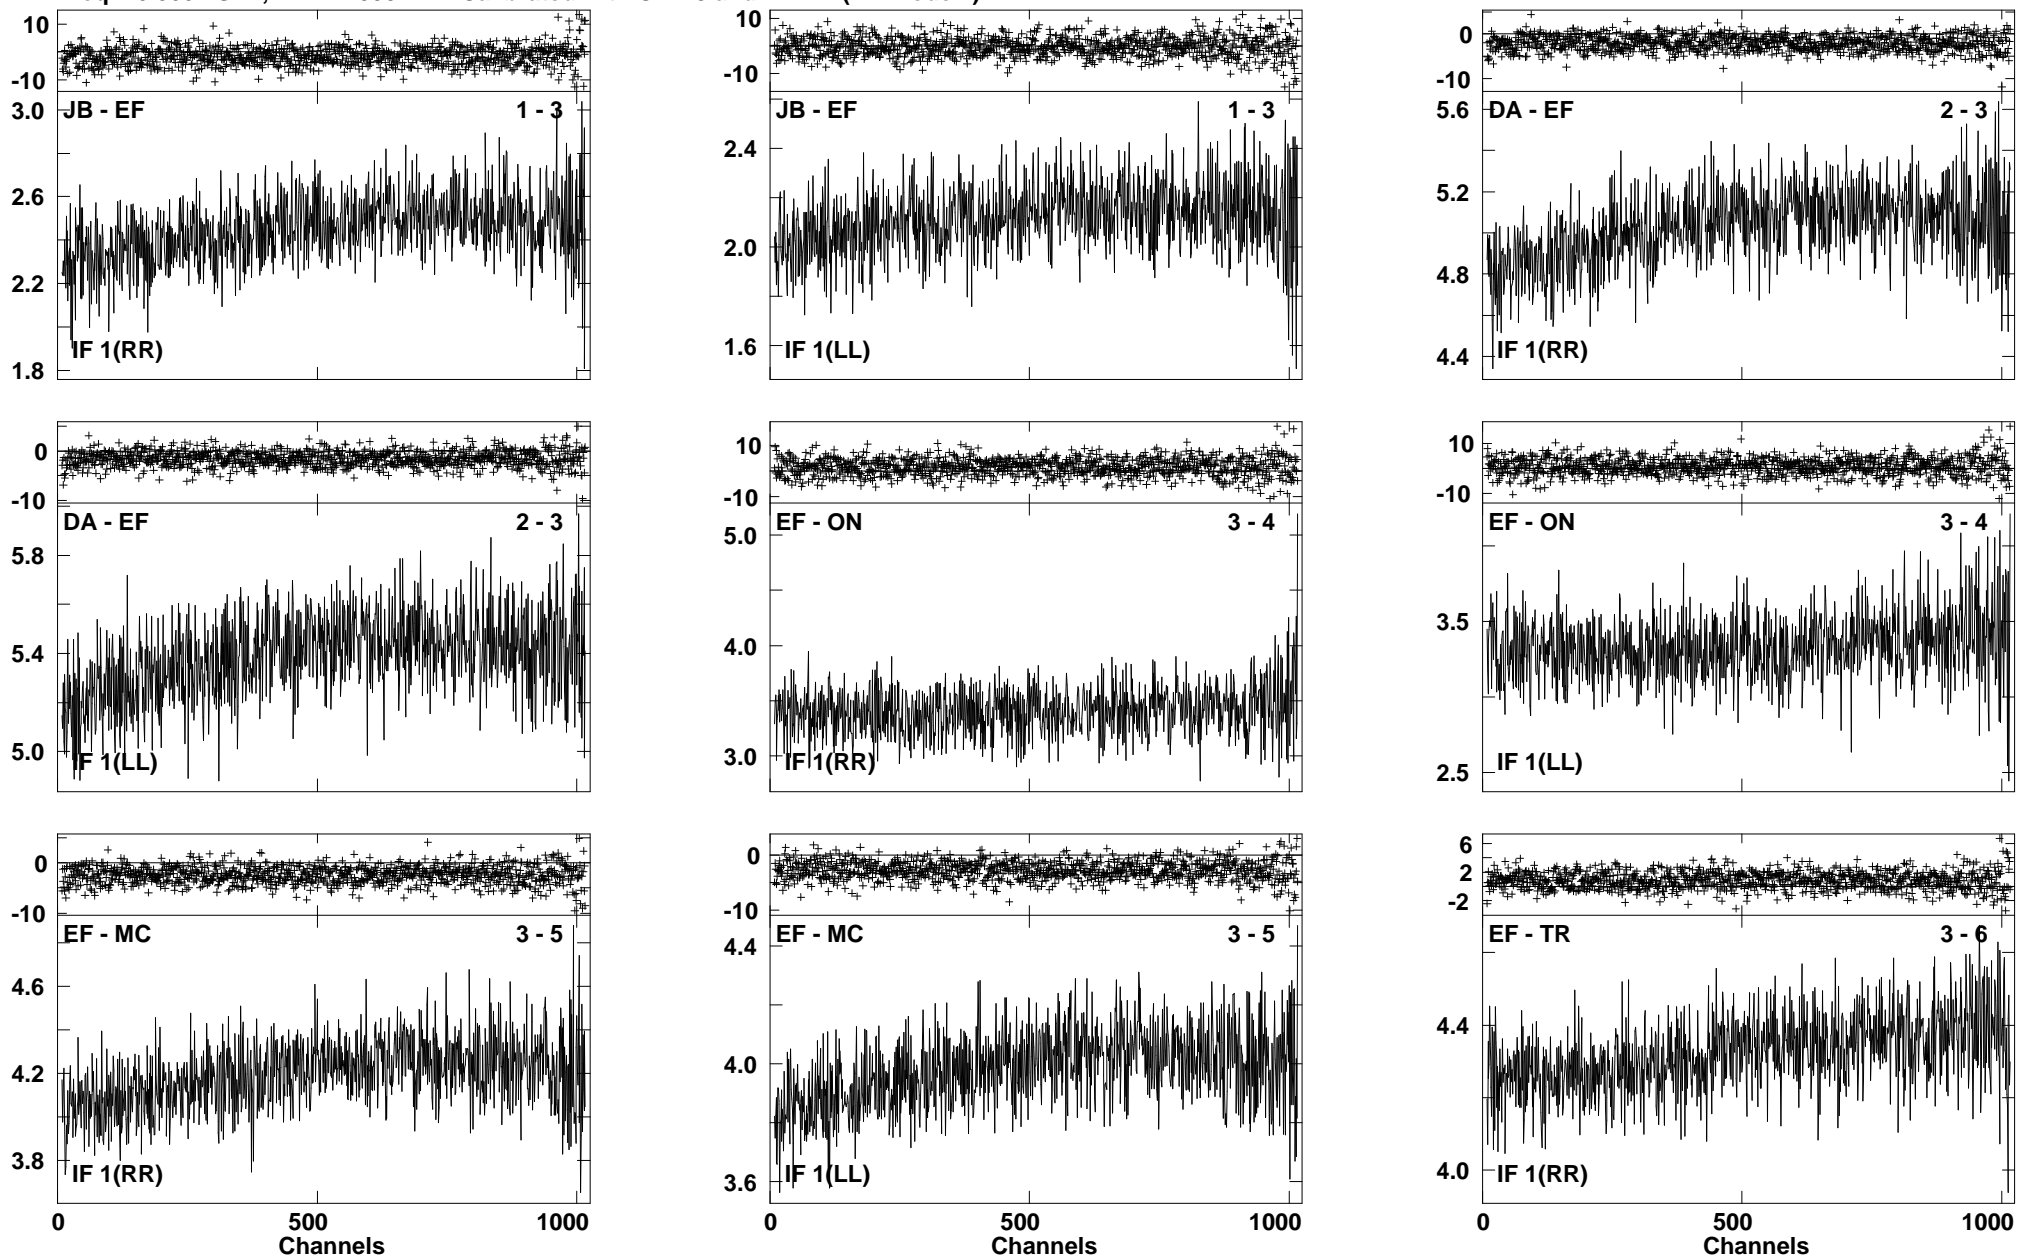 10
-10
3.0
2.6
2.2
1.8
JB - EF
1 - 3
IF 1(RR)
10
-10
2.4
2.0
1.6
JB - EF
1 - 3
IF 1(LL)
0
-10
5.6
5.2
4.8
4.4
DA - EF
2 - 3
IF 1(RR)
0
-10
5.8
5.4
5.0
DA - EF
2 - 3
IF 1(LL)
10
-10
5.0
4.0
3.0
EF - ON
3 - 4
IF 1(RR)
10
-10
3.5
2.5
EF - ON
3 - 4
IF 1(LL)
0
-10
4.6
4.2
3.8
EF - MC
3 - 5
IF 1(RR)
0 500 1000
Channels
0
-10
4.4
4.0
3.6
EF - MC
3 - 5
IF 1(LL)
0 500 1000
Channels
6
2
-2
4.4
4.0
EF - TR
3 - 6
IF 1(RR)
0 500 1000
Channels